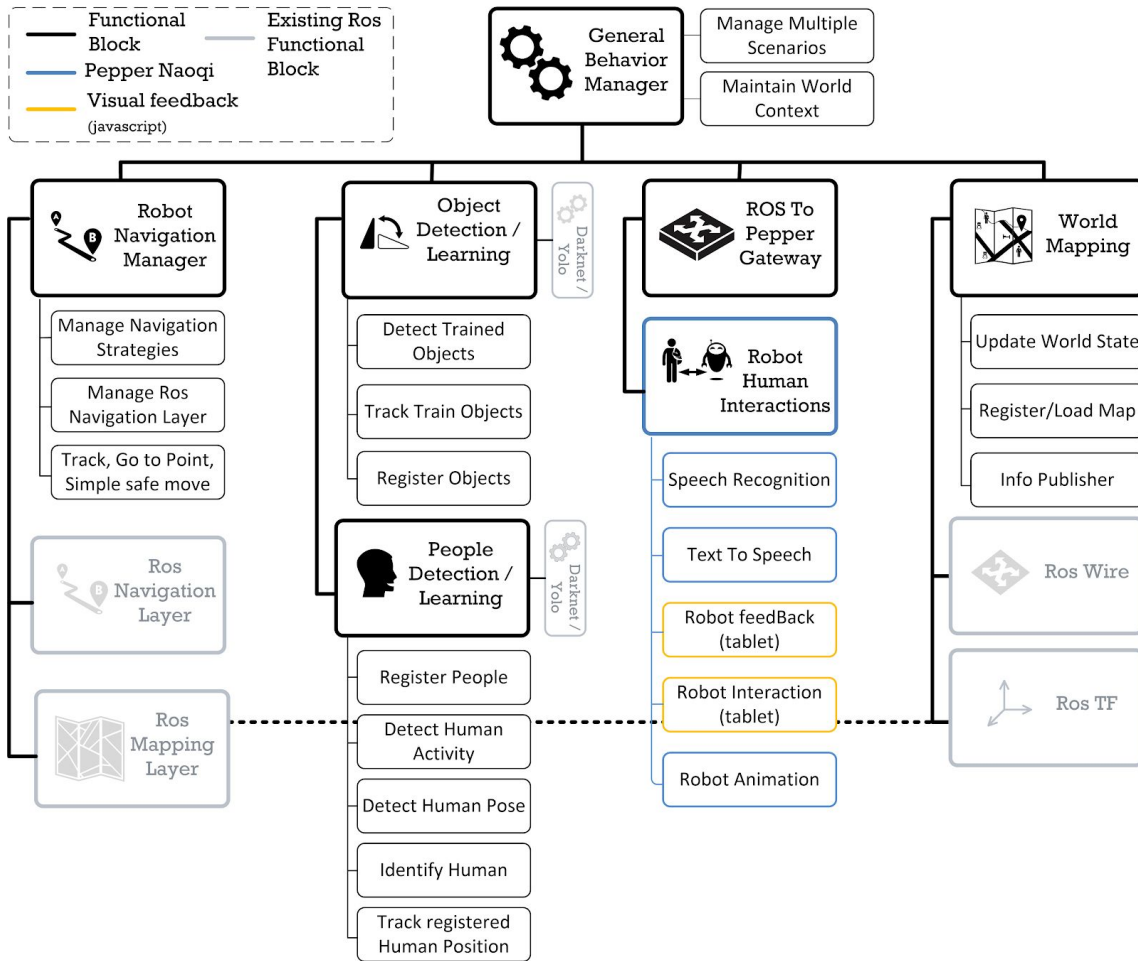 Functional
Block
Existing Ros
Functional
Block
Pepper Naoqi
Visual feedback
(javascript)
General
Behavior
Manager
Manage Multiple
Scenarios
Maintain World
Context
Robot
Navigation
Manager
A
B
Manage Navigation
Strategies
Manage Ros
Navigation Layer
Track, Go to Point,
Simple safe move
Ros
Navigation
Layer
A
B
Ros
Mapping
Layer
Object
Detection /
Learning
Darknet /
Yolo
Detect Trained
Objects
Track Train Objects
Register Objects
People
Detection /
Learning
Darknet /
Yolo
Register People
Detect Human
Activity
Detect Human Pose
Identify Human
Track registered
Human Position
ROS To
Pepper
Gateway
Robot
Human
Interactions
Speech Recognition
Text To Speech
Robot feedBack
(tablet)
Robot Interaction
(tablet)
Robot Animation
World
Mapping
Update World State
Register/Load Map
Info Publisher
Ros Wire
Ros TF